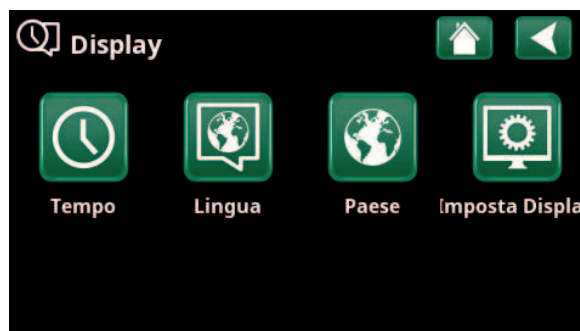 Display
Tempo
Lingua
Paese
Imposta Displa